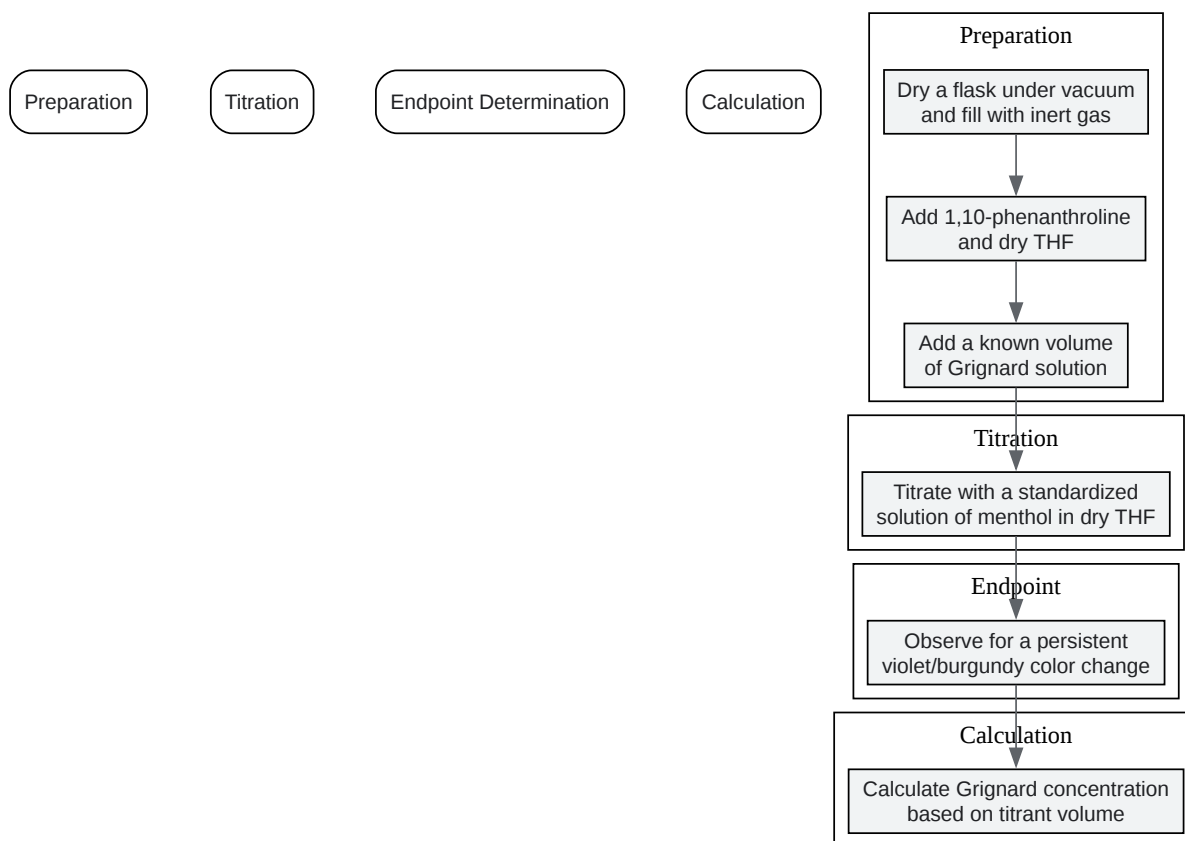 Preparation
Titration
Endpoint Determination
Calculation
Preparation
Dry a flask under vacuum
and fill with inert gas
Add 1,10-phenanthroline
and dry THF
Add a known volume
of Grignard solution
Titration
Titrate with a standardized
solution of menthol in dry THF
Endpoint
Observe for a persistent
violet/burgundy color change
Calculation
Calculate Grignard concentration
based on titrant volume